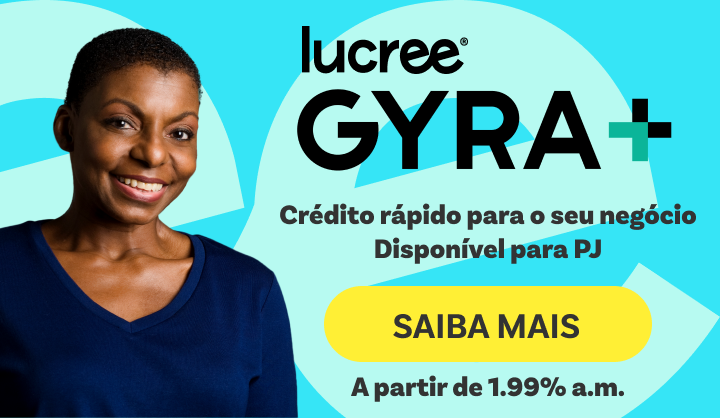 lucree®
GYRA+
Crédito rápido para o seu negócio
Disponível para PJ
SAIBA MAIS
A partir de 1.99% a.m.